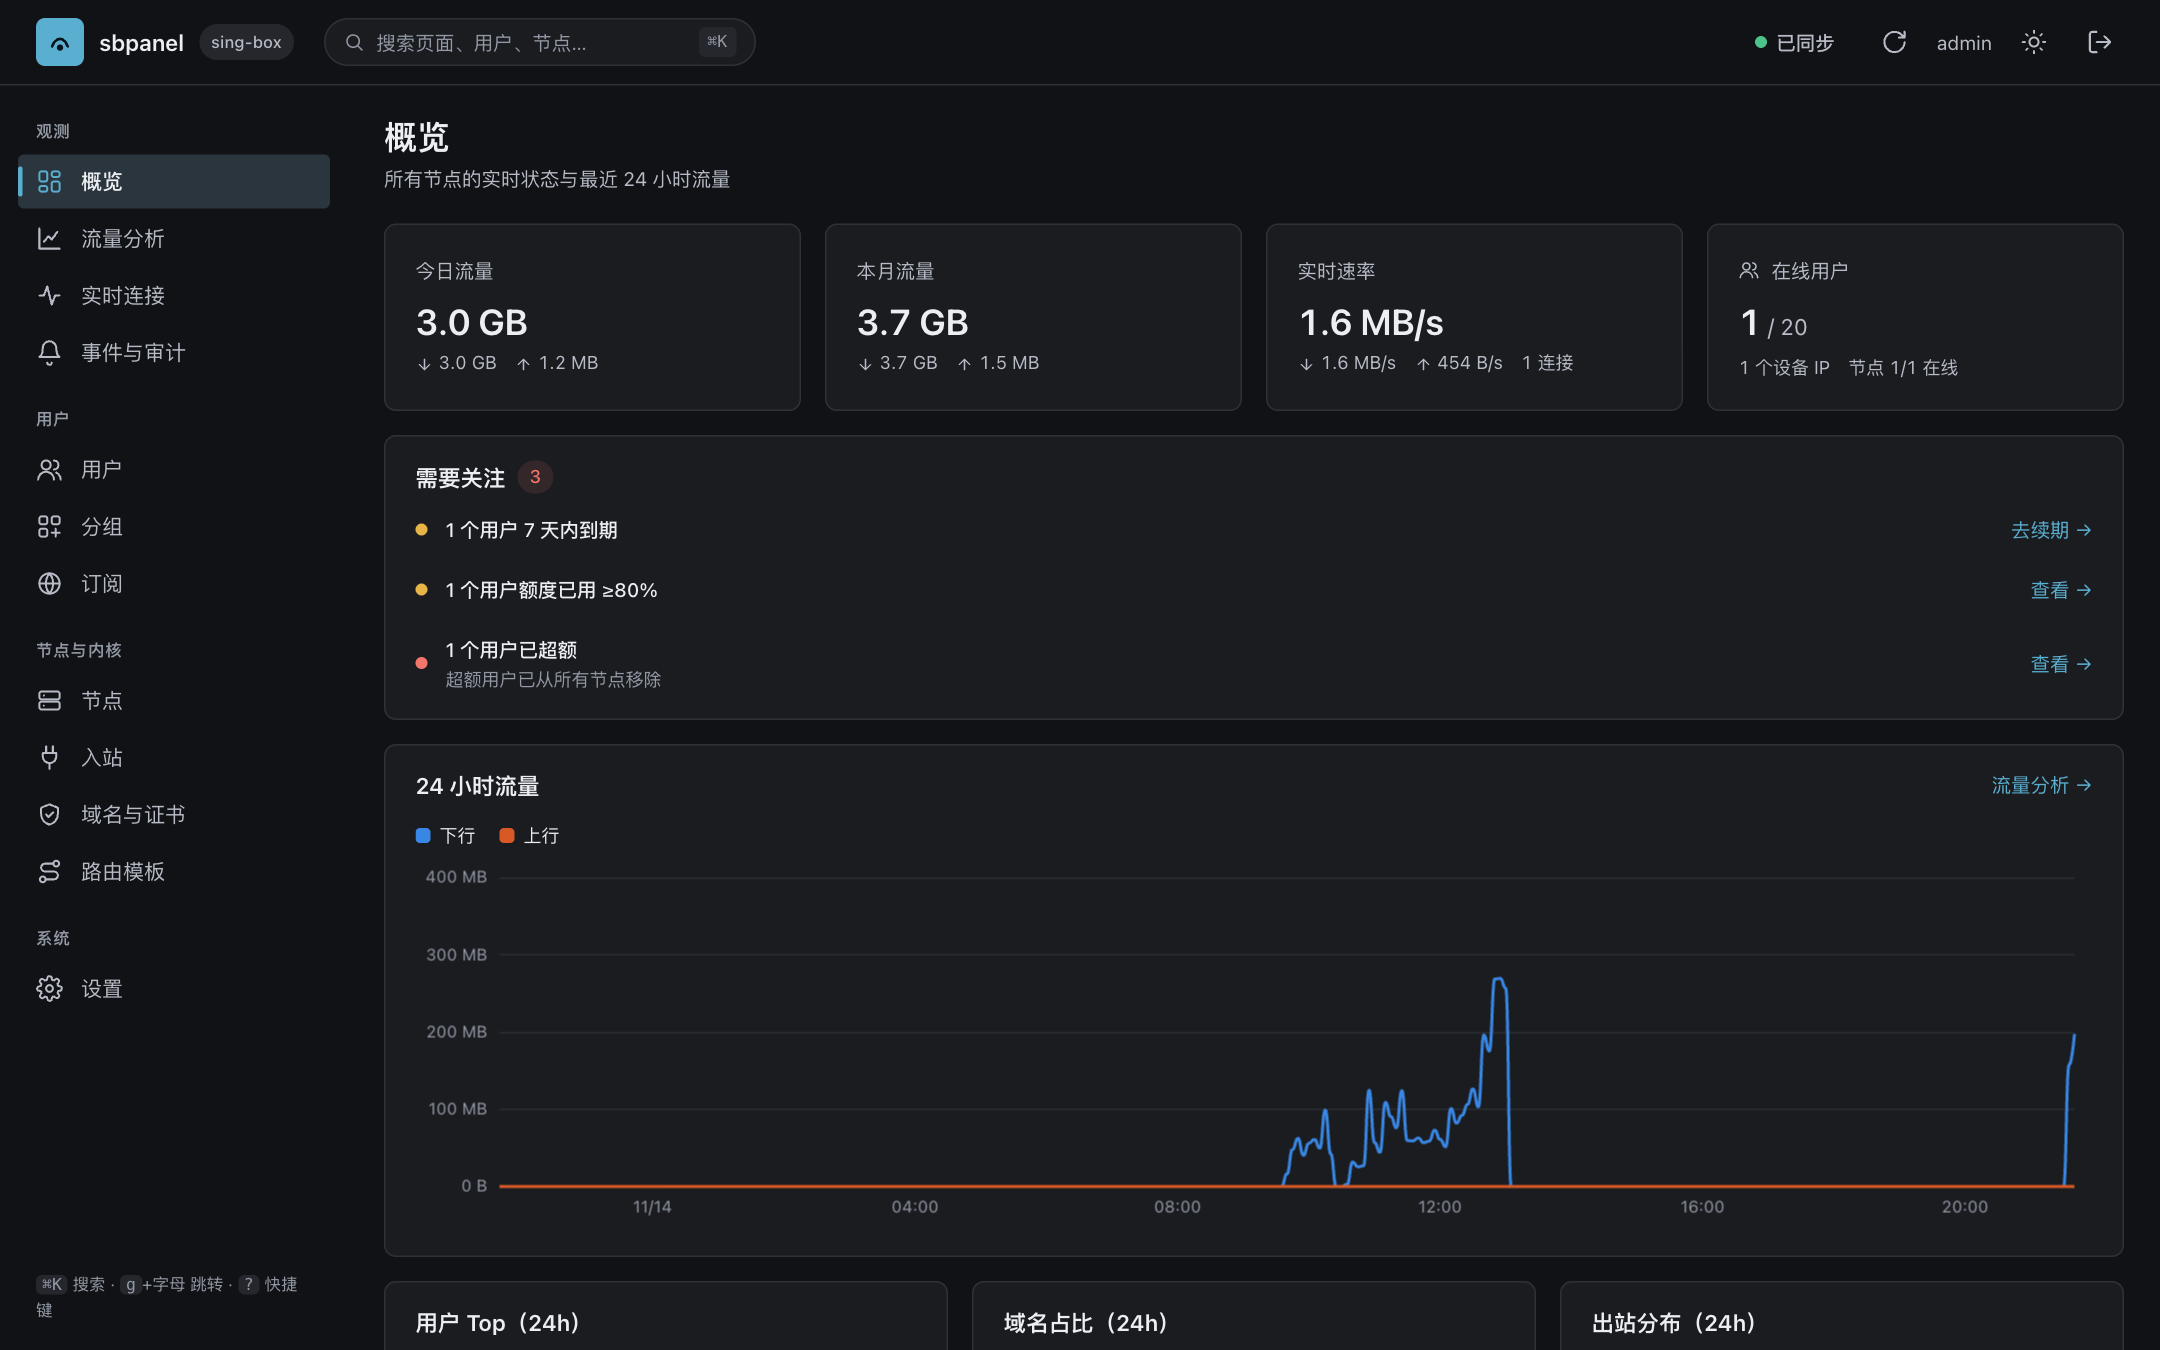 sbpanel
sing-box
搜索页面、用户、节点...
⌘K
已同步
admin
观测
概览
流量分析
实时连接
事件与审计
用户
用户
分组
订阅
节点与内核
节点
入站
域名与证书
路由模板
系统
设置
⌘K 搜索 · g+字母 跳转 · ? 快捷
键
概览
所有节点的实时状态与最近 24 小时流量
今日流量
3.0 GB
↓ 3.0 GB ↑ 1.2 MB
本月流量
3.7 GB
↓ 3.7 GB ↑ 1.5 MB
实时速率
1.6 MB/s
↓ 1.6 MB/s ↑ 454 B/s 1 连接
在线用户
1 / 20
1 个设备 IP 节点 1/1 在线
需要关注 3
1 个用户 7 天内到期
去续期 →
1 个用户额度已用 ≥80%
查看 →
1 个用户已超额
超额用户已从所有节点移除
查看 →
24 小时流量
流量分析 →
下行 上行
400 MB
300 MB
200 MB
100 MB
0 B
11/14 04:00 08:00 12:00 16:00 20:00
用户 Top（24h）
域名占比（24h）
出站分布（24h）